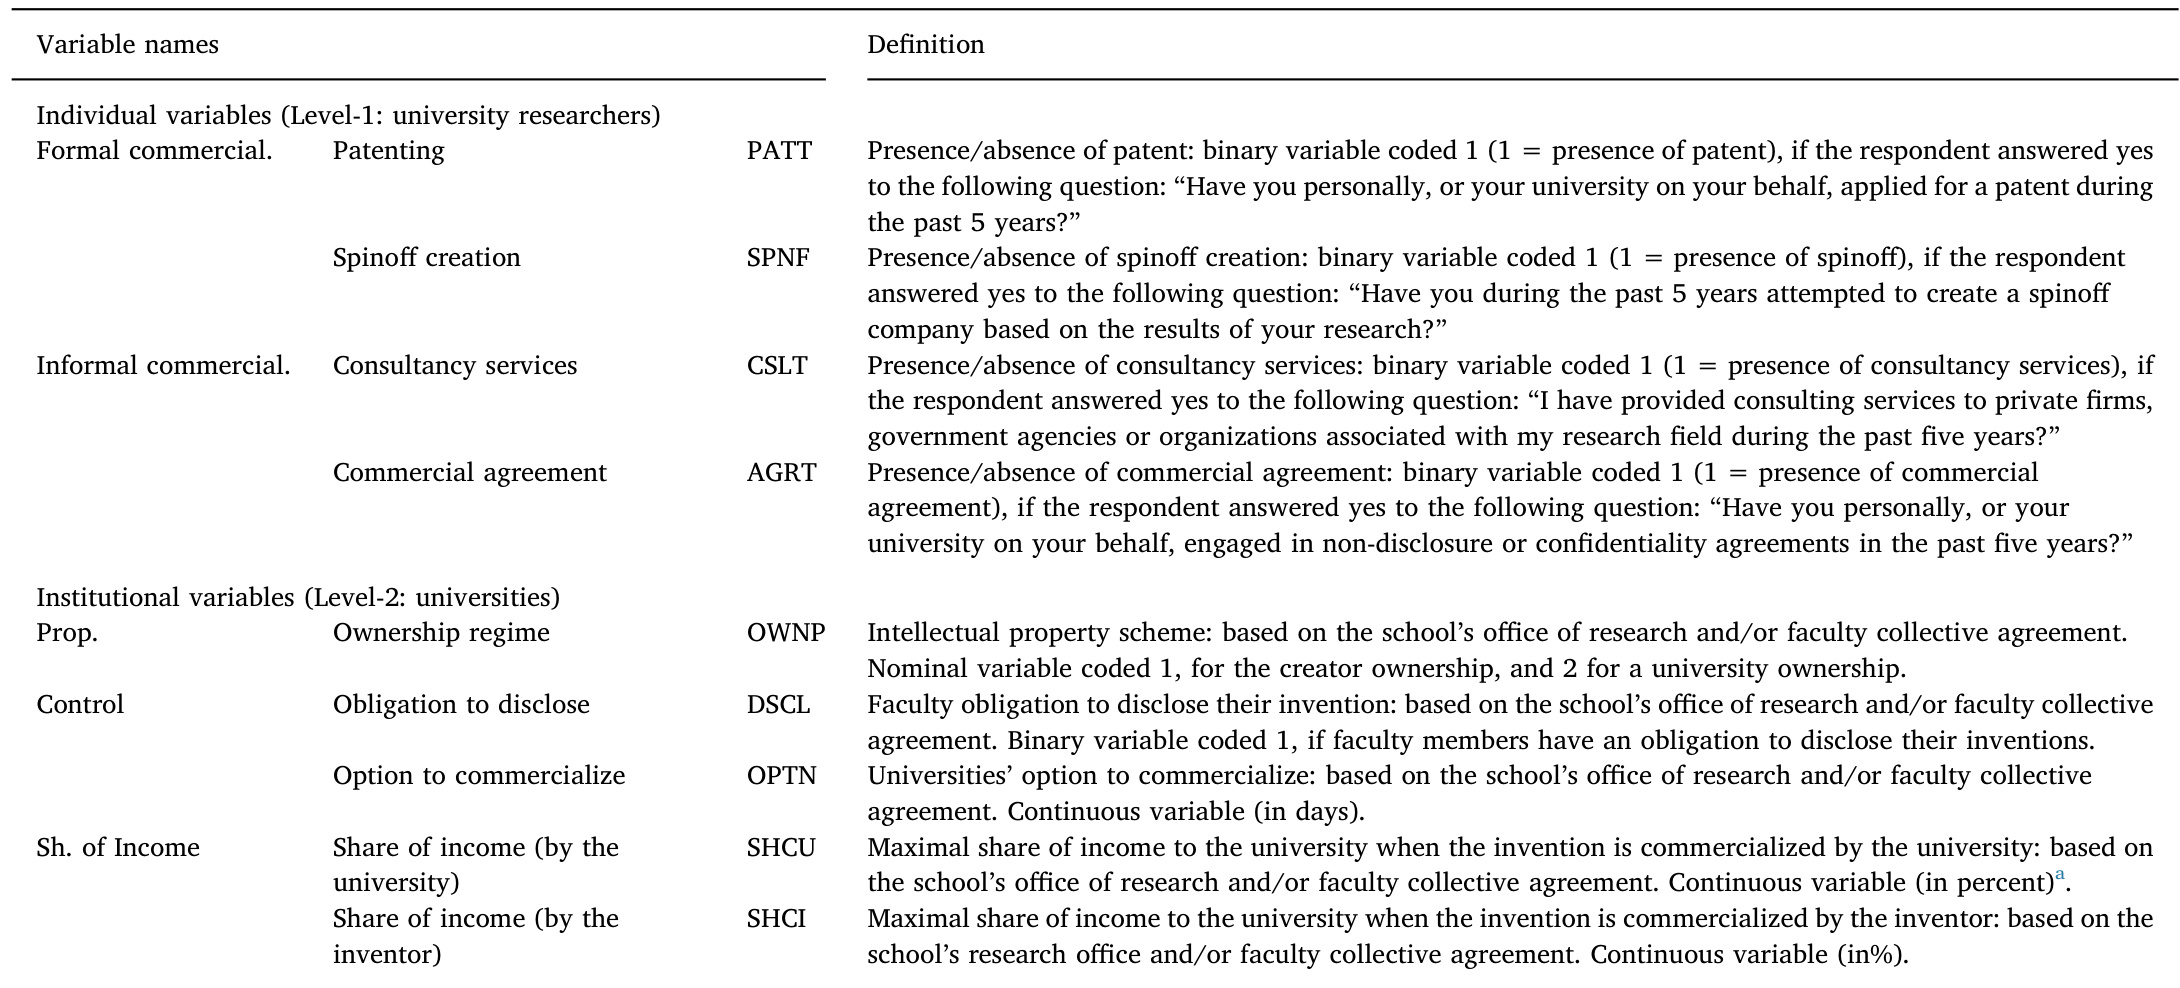 Variable names Definition
Individual variables (Level-1: university researchers)
Formal commercial. Patenting PATT Presence/absence of patent: binary variable coded 1 (1 = presence of patent), if the respondent answered yes
to the following question: “Have you personally, or your university on your behalf, applied for a patent during
the past 5 years?”
Spinoff creation SPNF Presence/absence of spinoff creation: binary variable coded 1 (1 = presence of spinoff), if the respondent
answered yes to the following question: “Have you during the past 5 years attempted to create a spinoff
company based on the results of your research?”
Informal commercial. Consultancy services CSLT Presence/absence of consultancy services: binary variable coded 1 (1 = presence of consultancy services), if
the respondent answered yes to the following question: “I have provided consulting services to private firms,
government agencies or organizations associated with my research field during the past five years?”
Commercial agreement AGRT Presence/absence of commercial agreement: binary variable coded 1 (1 = presence of commercial
agreement), if the respondent answered yes to the following question: “Have you personally, or your
university on your behalf, engaged in non-disclosure or confidentiality agreements in the past five years?”
Institutional variables (Level-2: universities)
Prop. Ownership regime OWNP Intellectual property scheme: based on the school’s office of research and/or faculty collective agreement.
Nominal variable coded 1, for the creator ownership, and 2 for a university ownership.
Control Obligation to disclose DSCL Faculty obligation to disclose their invention: based on the school’s office of research and/or faculty collective
agreement. Binary variable coded 1, if faculty members have an obligation to disclose their inventions.
Option to commercialize OPTN Universities’ option to commercialize: based on the school’s office of research and/or faculty collective
agreement. Continuous variable (in days).
Sh. of Income Share of income (by the SHCU Maximal share of income to the university when the invention is commercialized by the university: based on
university) the school’s office of research and/or faculty collective agreement. Continuous variable (in percent)a.
Share of income (by the SHCI Maximal share of income to the university when the invention is commercialized by the inventor: based on the
inventor) school’s research office and/or faculty collective agreement. Continuous variable (in%).